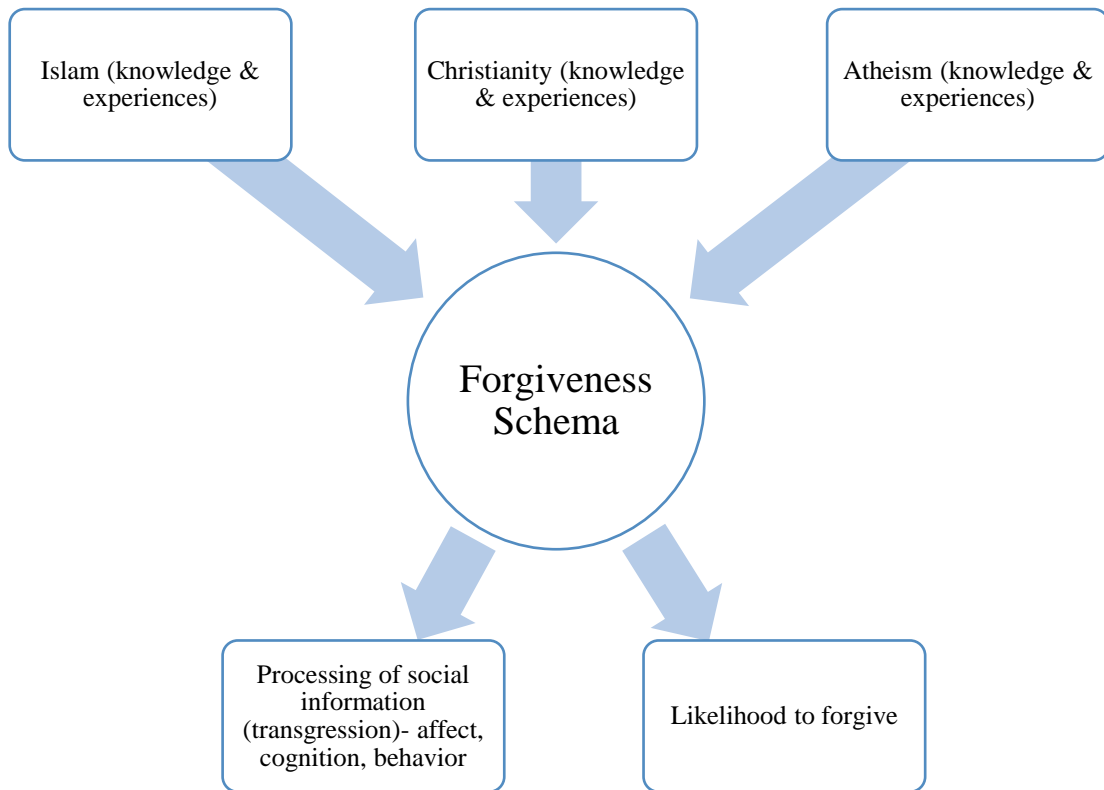 Islam (knowledge &
experiences)
Christianity (knowledge
& experiences)
Atheism (knowledge &
experiences)
Forgiveness
Schema
Processing of social
information
(transgression)- affect,
cognition, behavior
Likelihood to forgive